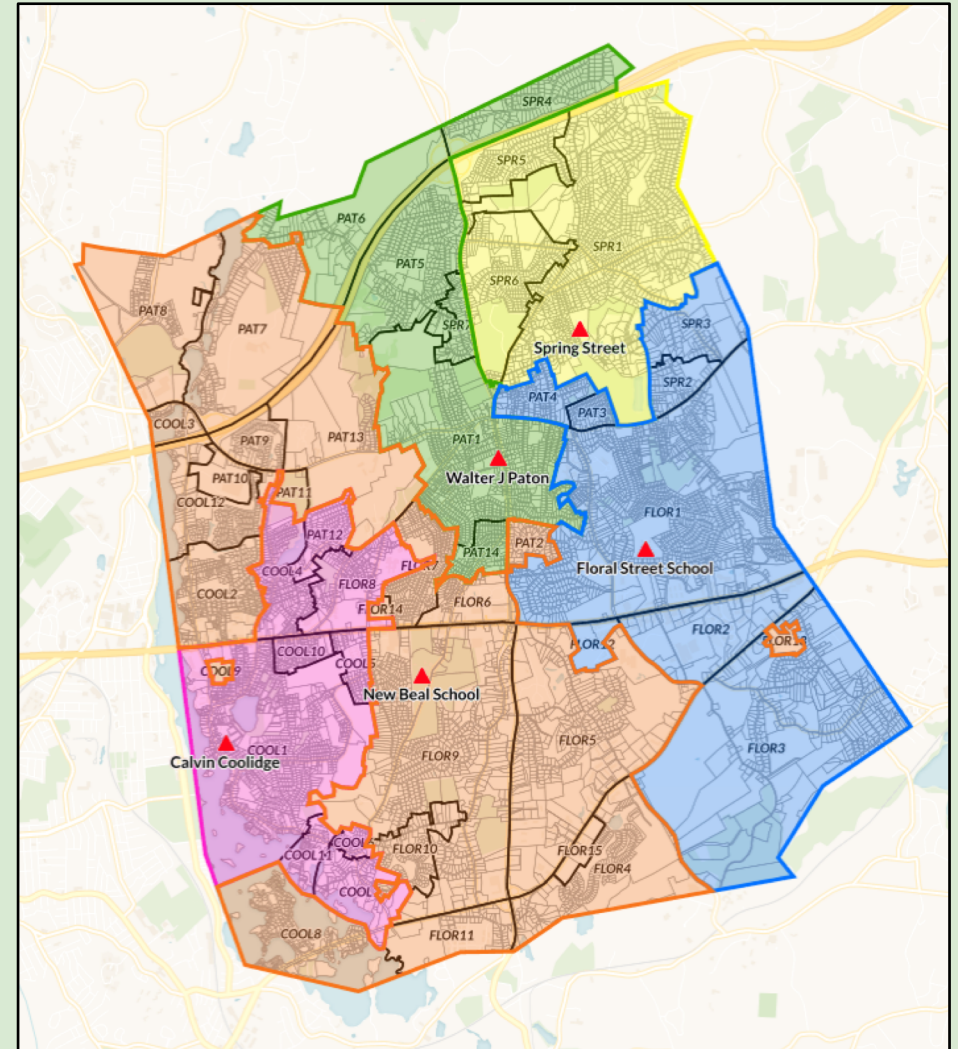 SPR4
SPR5
PAT6
SPR1
PAT5
SPR6
PAT8
SPR7
SPR3
PAT7
Spring Street
SPR2
PAT4
PAT3
COOL3
PAT9
PAT13
PAT1
PAT10
Walter J Paton
PAT11
COOL12
FLOR1
PAT12
PAT2
PAT14
COOL4
FLOR7
Floral Street School
FLOR8
COOL2
FLOR6
FLOR14
FLOR2
FLOR13
FLOR12
COOL10
COOL5
COOL9
New Beal School
FLOR5
COOL1
FLOR3
Calvin Coolidge
FLOR9
COOL
FLOR10
COOL11
FLOR15
FLOR4
COOL
COOL8
FLOR11